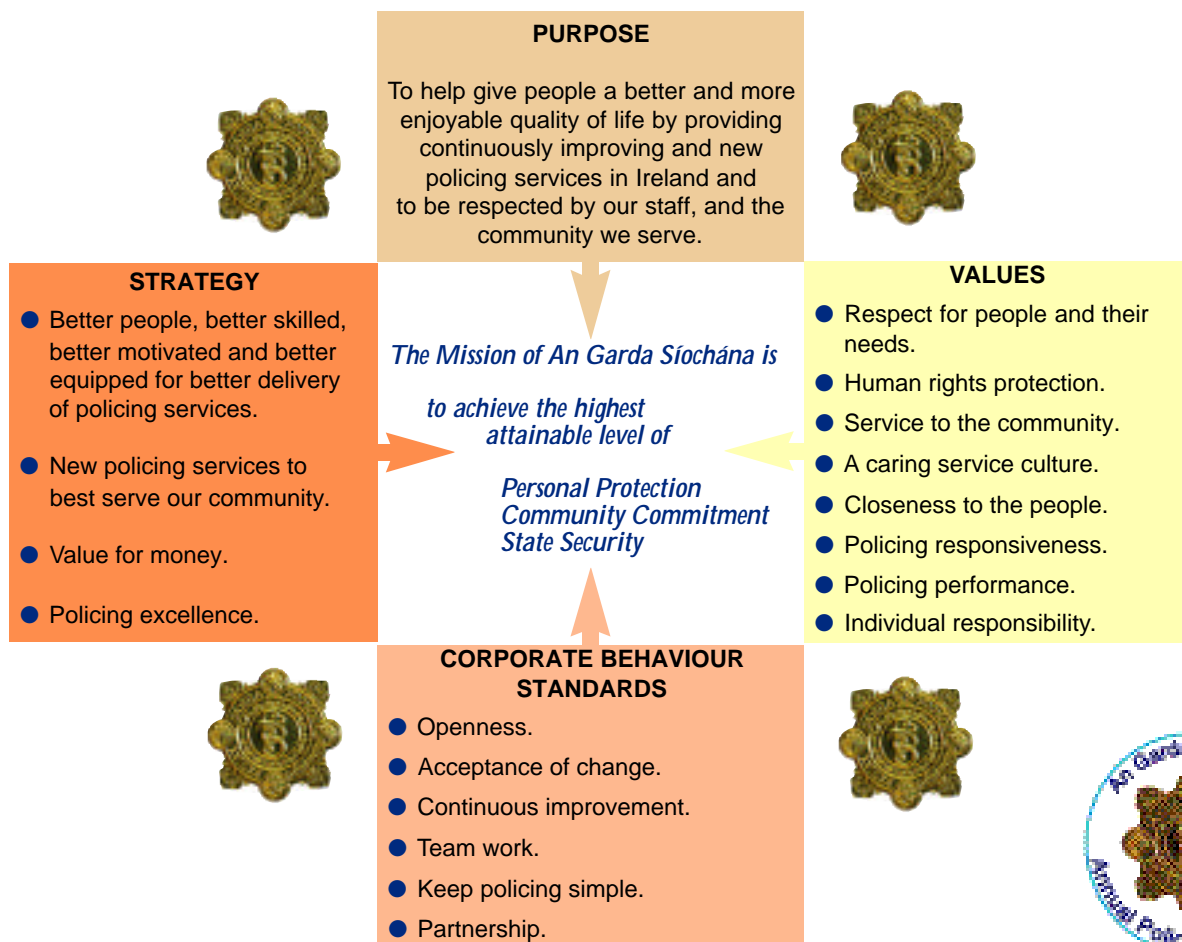 PURPOSE
To help give people a better and more
enjoyable quality of life by providing
continuously improving and new
policing services in Ireland and
to be respected by our staff, and the
community we serve.
STRATEGY
● Better people, better skilled,
better motivated and better
equipped for better delivery
of policing services.
● New policing services to
best serve our community.
● Value for money.
● Policing excellence.
The Mission of An Garda Síochána is
to achieve the highest
attainable level of
Personal Protection
Community Commitment
State Security
VALUES
● Respect for people and their
needs.
● Human rights protection.
● Service to the community.
● A caring service culture.
● Closeness to the people.
● Policing responsiveness.
● Policing performance.
● Individual responsibility.
CORPORATE BEHAVIOUR
STANDARDS
● Openness.
● Acceptance of change.
● Continuous improvement.
● Team work.
● Keep policing simple.
● Partnership.
An Gard
Annual Polic